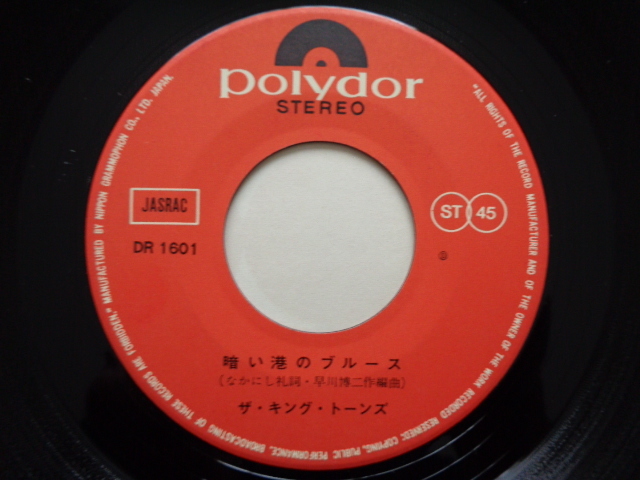 polydor
STEREO
JASRAC
DR 1601
ST 45
暗い港のブルース
(なかにし礼詞・早川博二作編曲)
ザ・キング・トーンズ
"ALL RIGHTS OF THE RECORD MANUFACTURER AND OF THE OWNER OF THE WORK RECORDED RESERVED; COPYING, PUBLIC PERFORMANCE, BROADCASTING OF THESE RECORDS ARE FORBIDDEN." MANUFACTURED BY NIPPON GRAMMOPHON CO., LTD. JAPAN.